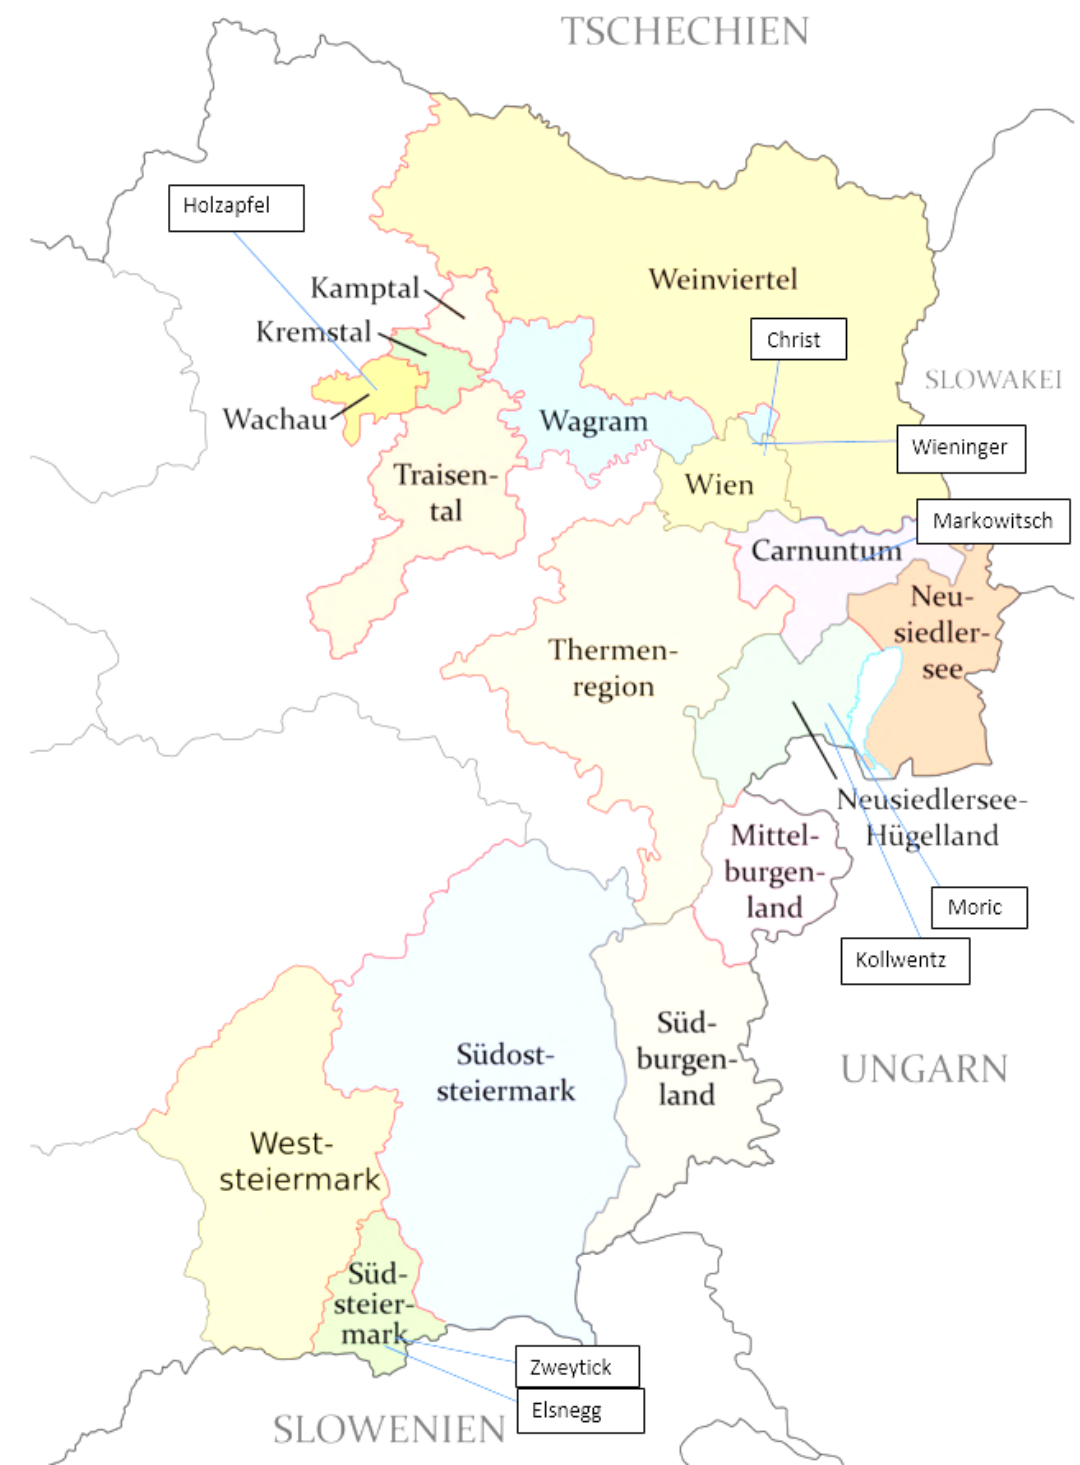 TSCHECHIEN
Holzapfel
Kamptal
Weinviertel
Kremstal
Christ
SLOWAKEI
Wachau
Wagram
Wieninger
Traisen-
tal
Wien
Markowitsch
Carnuntum
Neu-
siedler-
see
Thermen-
region
Neusiedlersee-
Hügelland
Mittel-
burgen-
land
Moric
Kollwentz
Süd-
burgen-
land
Südost-
steiermark
UNGARN
West-
steiermark
Süd-
steier-
mark
Zweytick
Elsnegg
SLOWENIEN